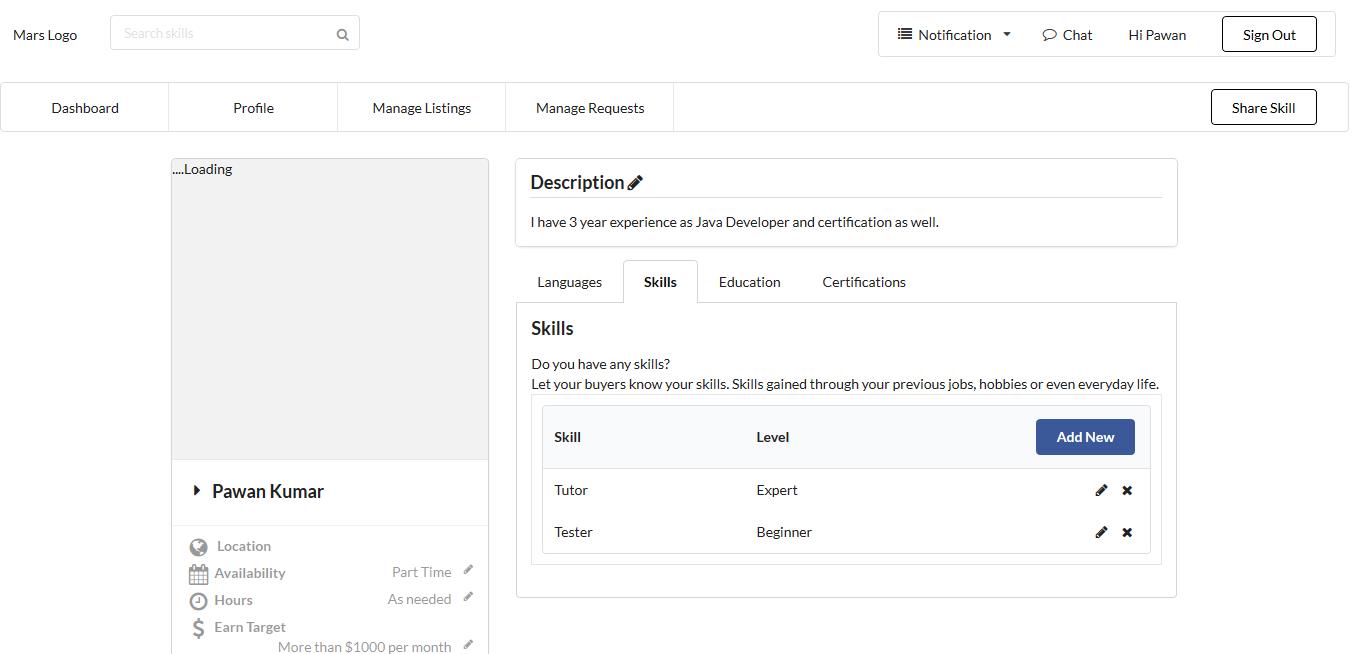 Mars Logo
Search skills
Notification
Chat
Hi Pawan
Sign Out
Dashboard
Profile
Manage Listings
Manage Requests
Share Skill
....Loading
Pawan Kumar
Location
Availability
Part Time
Hours
As needed
Earn Target
More than $1000 per month
Description
I have 3 year experience as Java Developer and certification as well.
Languages
Skills
Education
Certifications
Skills
Do you have any skills?
Let your buyers know your skills. Skills gained through your previous jobs, hobbies or even everyday life.
Skill
Level
Add New
Tutor
Expert
Tester
Beginner